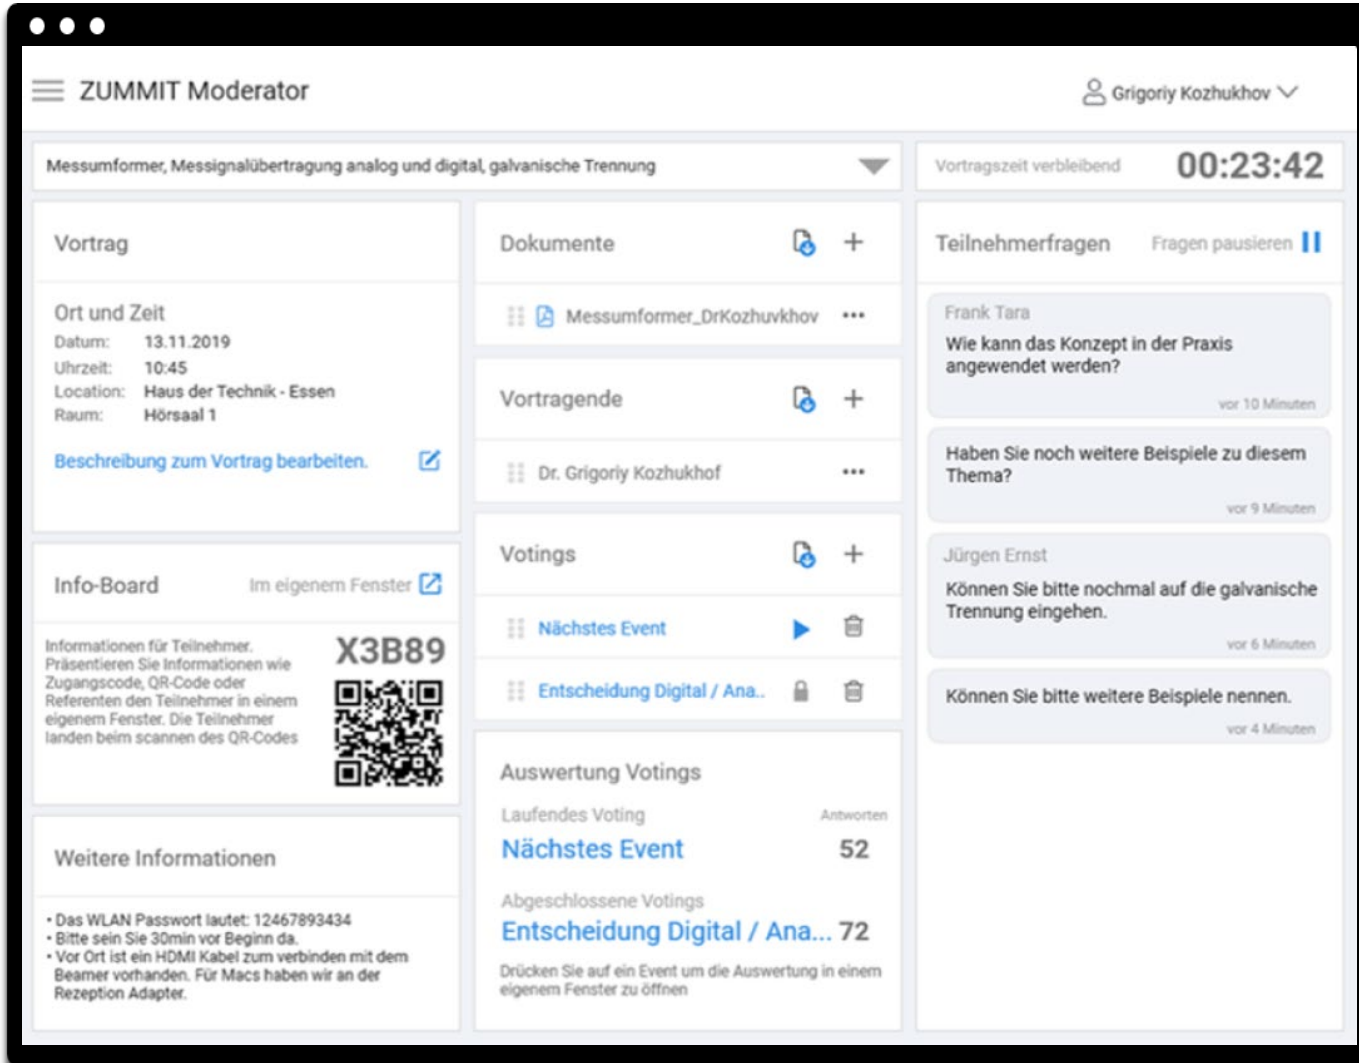 ZUMMIT Moderator
Grigoriy Kozhukhov
Messumformer, Messignalübertragung analog und digital, galvanische Trennung
Vortragszeit verbleibend 00:23:42
Vortrag
Ort und Zeit
Datum: 13.11.2019
Uhrzeit: 10:45
Location: Haus der Technik - Essen
Raum: Hörsaal 1
Beschreibung zum Vortrag bearbeiten.
Info-Board Im eigenem Fenster
Informationen für Teilnehmer.
Präsentieren Sie Informationen wie
Zugangscode, QR-Code oder
Referenten den Teilnehmer in einem
eigenem Fenster. Die Teilnehmer
landen beim scannen des QR-Codes
X3B89
Weitere Informationen
• Das WLAN Passwort lautet: 12467893434
• Bitte sein Sie 30min vor Beginn da.
• Vor Ort ist ein HDMI Kabel zum verbinden mit dem
Beamer vorhanden. Für Macs haben wir an der
Rezeption Adapter.
Dokumente
Messumformer_DrKozhuvkhov
Vortragende
Dr. Grigoriy Kozhukhof
Votings
Nächstes Event
Entscheidung Digital / Ana..
Auswertung Votings
Laufendes Voting Antworten
Nächstes Event 52
Abgeschlossene Votings
Entscheidung Digital / Ana... 72
Drücken Sie auf ein Event um die Auswertung in einem
eigenem Fenster zu öffnen
Teilnehmerfragen Fragen pausieren
Frank Tara
Wie kann das Konzept in der Praxis
angewendet werden?
vor 10 Minuten
Haben Sie noch weitere Beispiele zu diesem
Thema?
vor 9 Minuten
Jürgen Ernst
Können Sie bitte nochmal auf die galvanische
Trennung eingehen.
vor 6 Minuten
Können Sie bitte weitere Beispiele nennen.
vor 4 Minuten